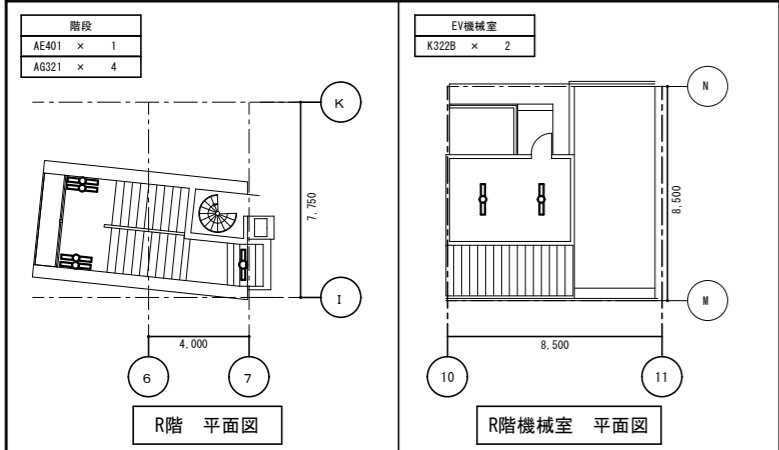 階段
AE401 × 1
AG321 × 4
K
7,750
I
4,000
6
7
R階 平面図
EV機械室
K322B × 2
N
8,500
M
8,500
10
11
R階機械室 平面図